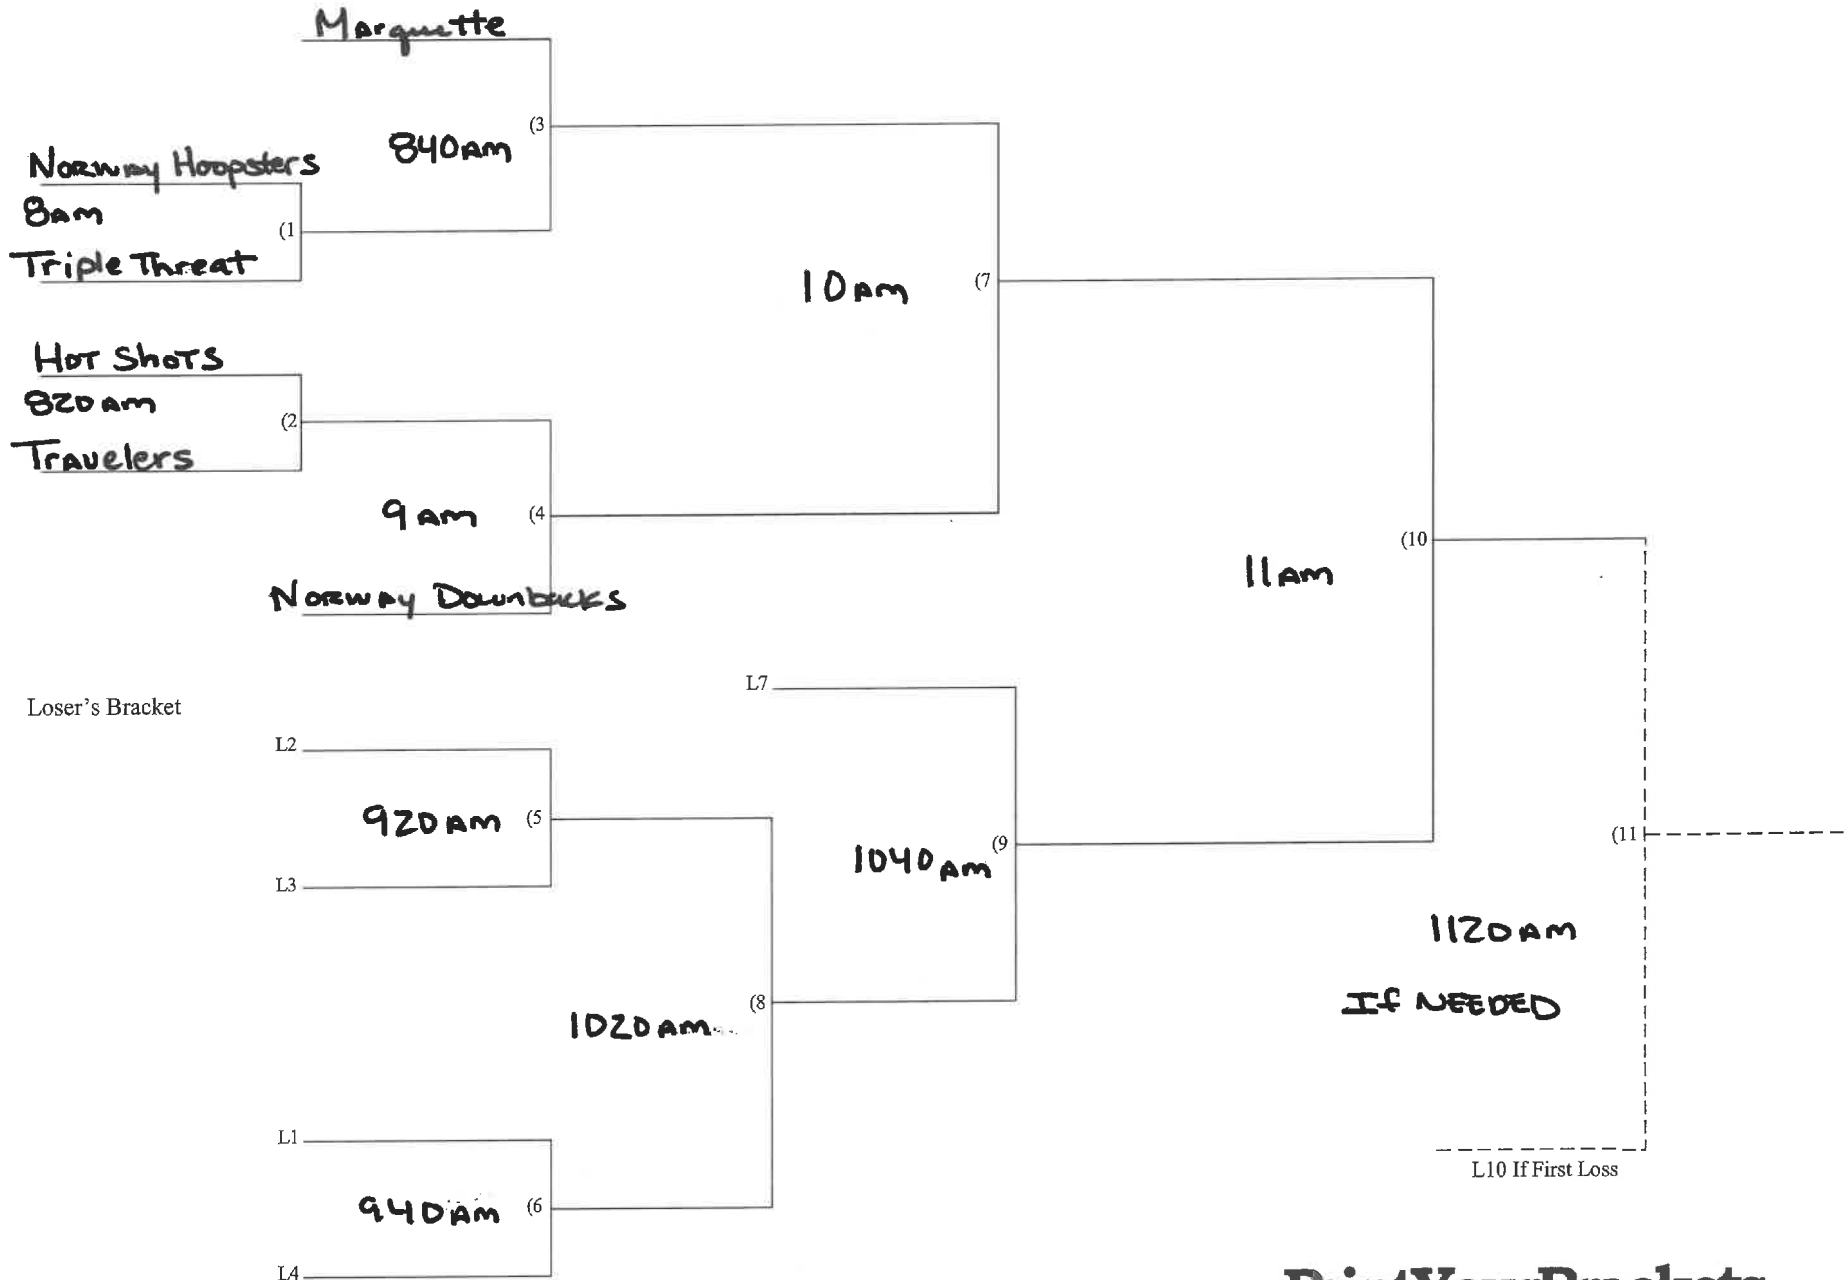 Marquette
(3
840AM
Norway Hoopsters
8AM
(1
Triple Threat
10AM
(7
Hot Shots
820AM
(2
Travelers
9AM
(4
(10
11AM
Norway Downbacks
L7
Loser's Bracket
L2
920AM
(5
1040AM
(9
(11
L3
1120AM
If NEEDED
(8
1020AM
L1
L10 If First Loss
940AM
(6
L4
PrintYourBrackets